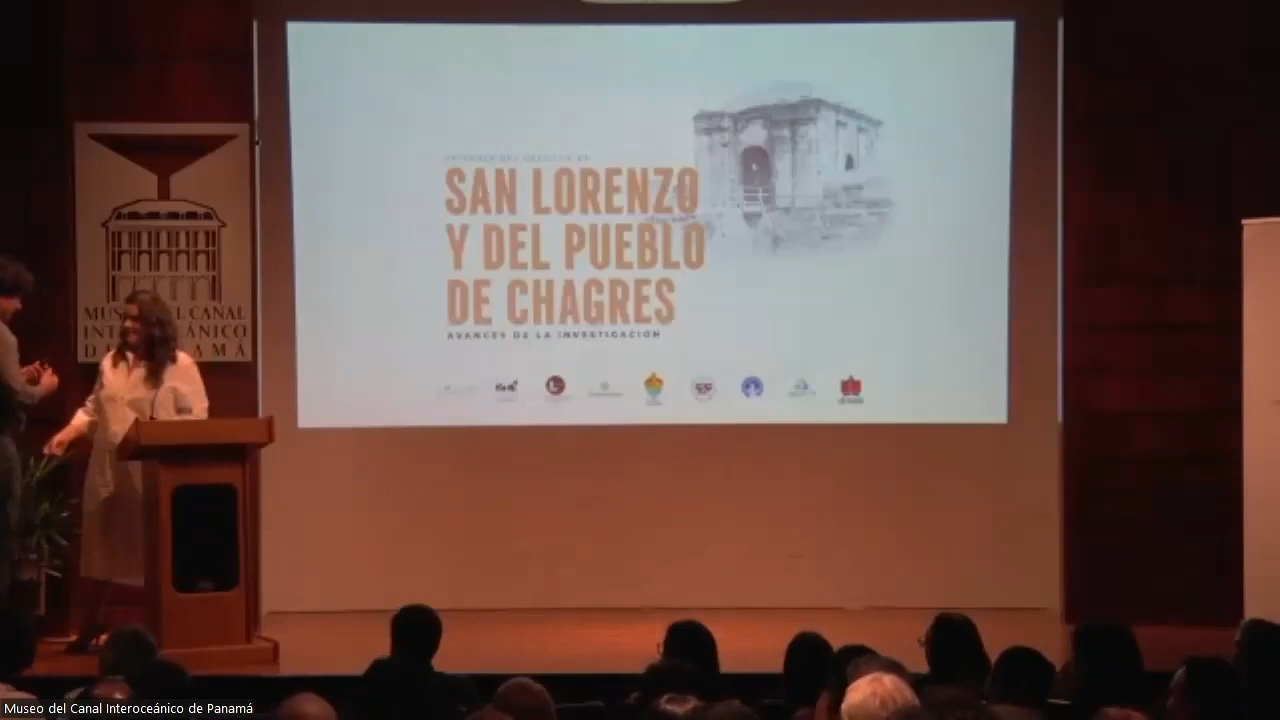 SAN LORENZO
Y DEL PUEBLO
DE CHAGRES
AVANCES DE LA INVESTIGACIÓN
MUSEO DEL CANAL
INTEROCEÁNICO
DE PANAMÁ
Museo del Canal Interoceánico de Panamá